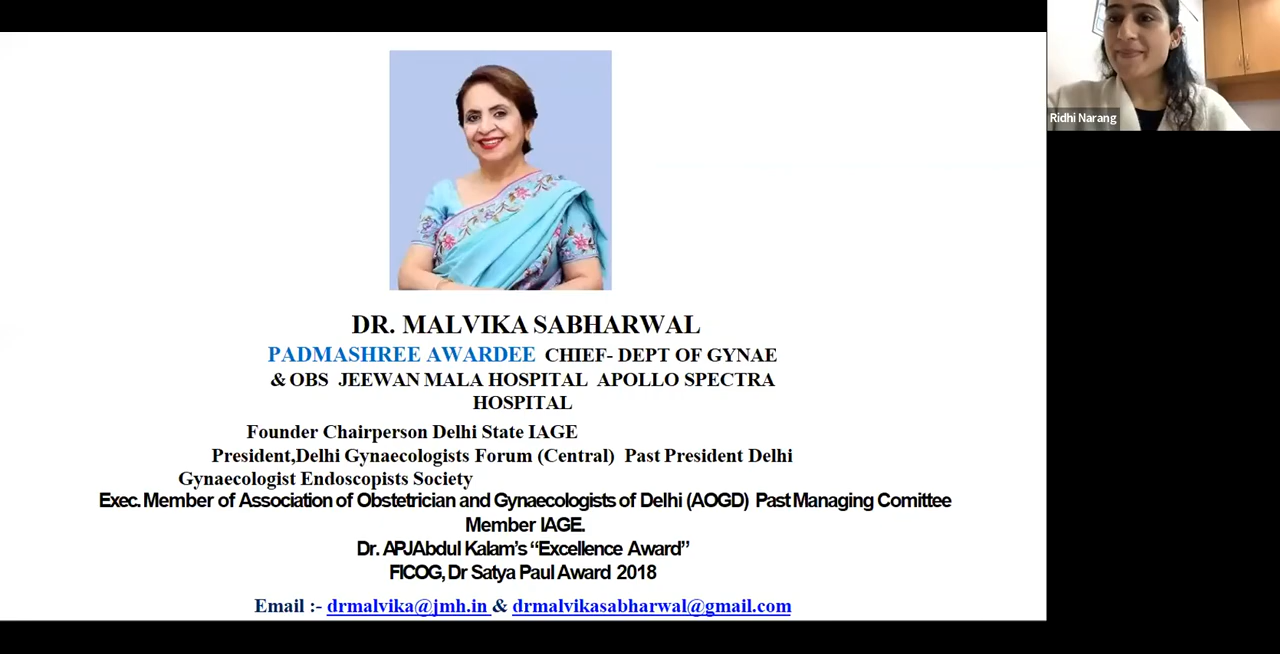 Ridhi Narang
DR. MALVIKA SABHARWAL
PADMASHREE AWARDEE CHIEF- DEPT OF GYNAE
& OBS JEEWAN MALA HOSPITAL APOLLO SPECTRA
HOSPITAL
Founder Chairperson Delhi State IAGE
President,Delhi Gynaecologists Forum (Central) Past President Delhi
Gynaecologist Endoscopists Society
Exec. Member of Association of Obstetrician and Gynaecologists of Delhi (AOGD) Past Managing Comittee
Member IAGE.
Dr. APJAbdul Kalam's “Excellence Award”
FICOG, Dr Satya Paul Award 2018
Email :- drmalvika@jmh.in & drmalvikasabharwal@gmail.com